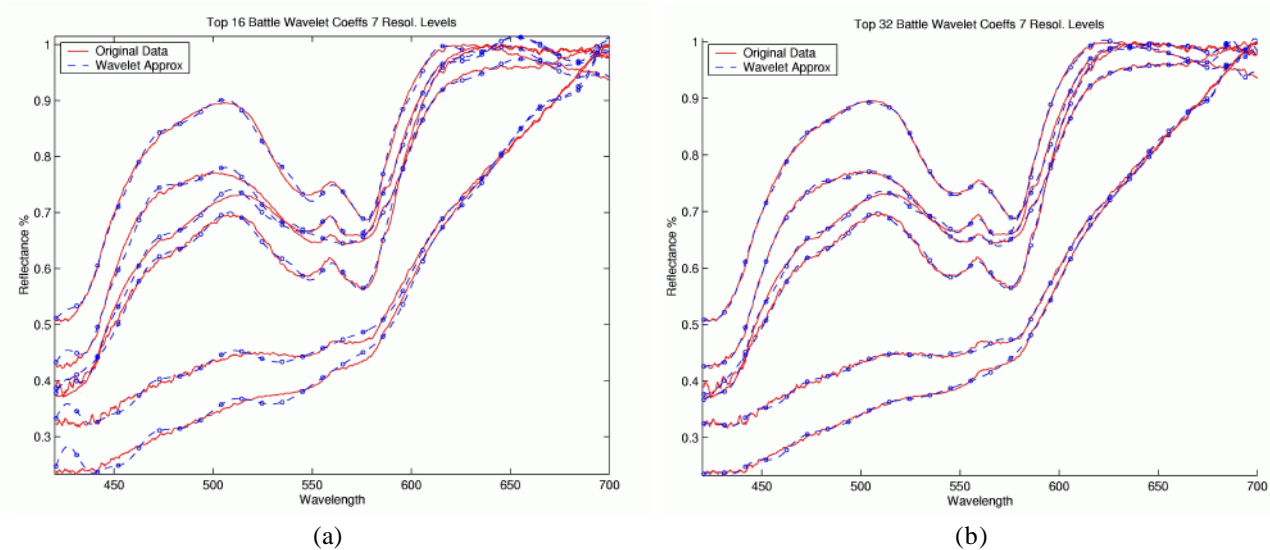 Top 16 Battle Wavelet Coeffs 7 Resol. Levels
Original Data
Wavelet Approx
1
0.9
0.8
0.7
0.6
0.5
0.4
0.3
Reflectance %
450 500 550 600 650 700
Wavelength
(a)
Top 32 Battle Wavelet Coeffs 7 Resol. Levels
Original Data
Wavelet Approx
1
0.9
0.8
0.7
0.6
0.5
0.4
0.3
Reflectance %
450 500 550 600 650 700
Wavelength
(b)